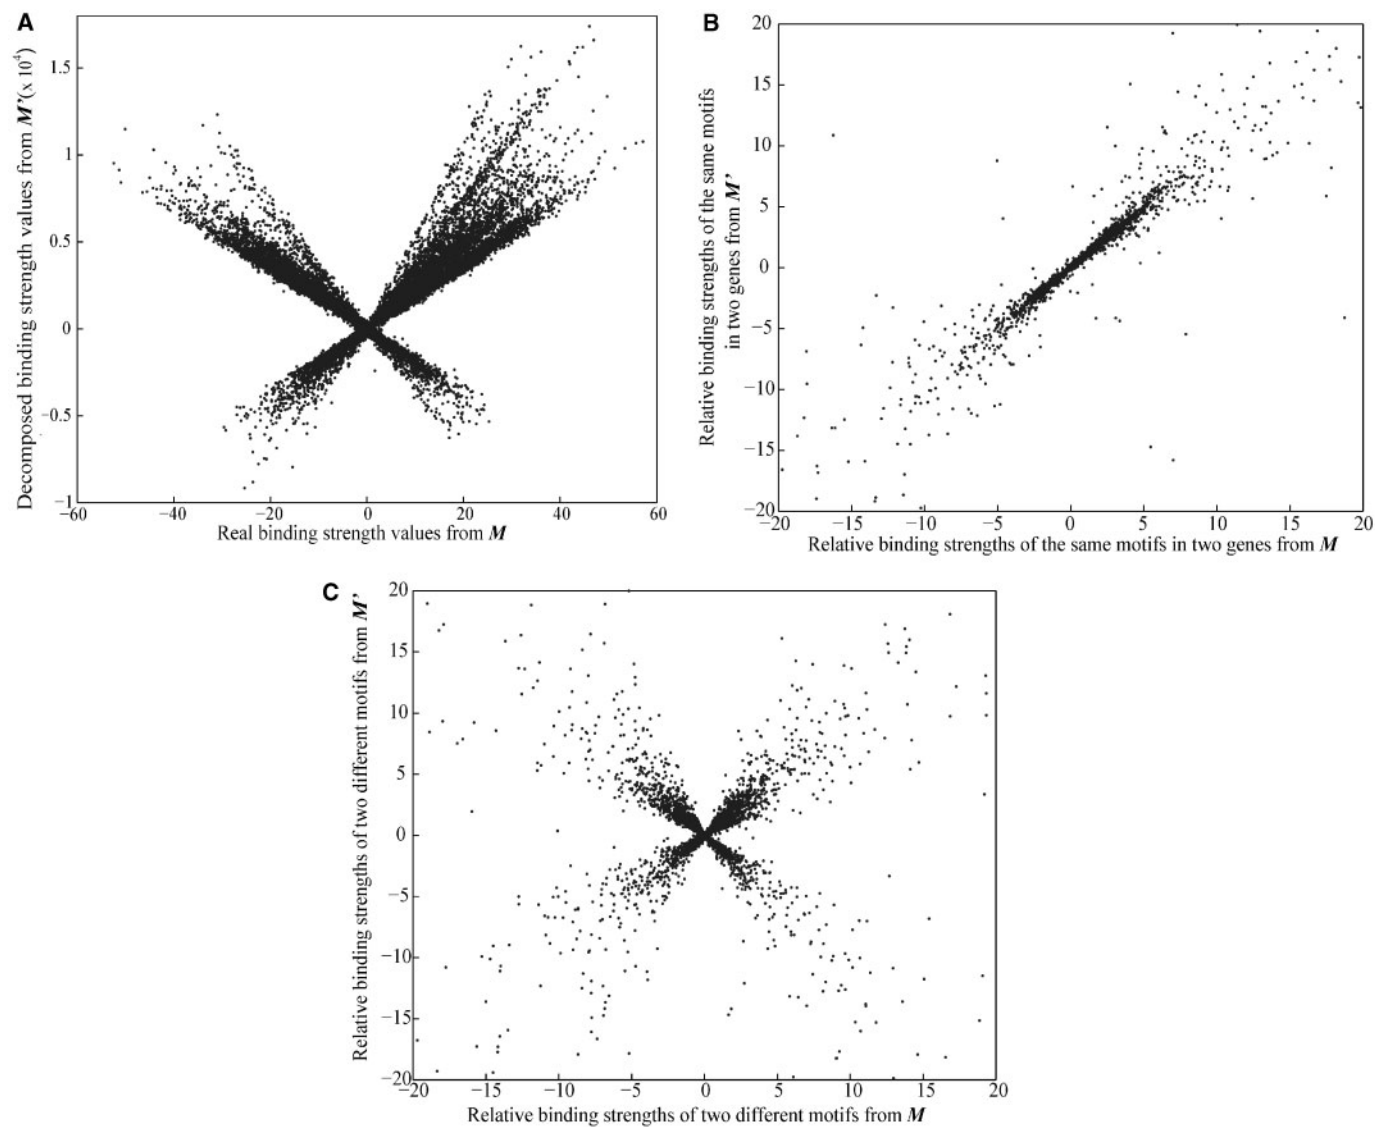 A
Decomposed binding strength values from M'(x 10⁴)
1.5
1
0.5
0
−0.5
−1
−60 −40 −20 0 20 40 60
Real binding strength values from M
B
Relative binding strengths of the same motifs
in two genes from M'
20
15
10
5
0
−5
−10
−15
−20
−20 −15 −10 −5 0 5 10 15 20
Relative binding strengths of the same motifs in two genes from M
C
Relative binding strengths of two different motifs from M'
20
15
10
5
0
−5
−10
−15
−20
−20 −15 −10 −5 0 5 10 15 20
Relative binding strengths of two different motifs from M